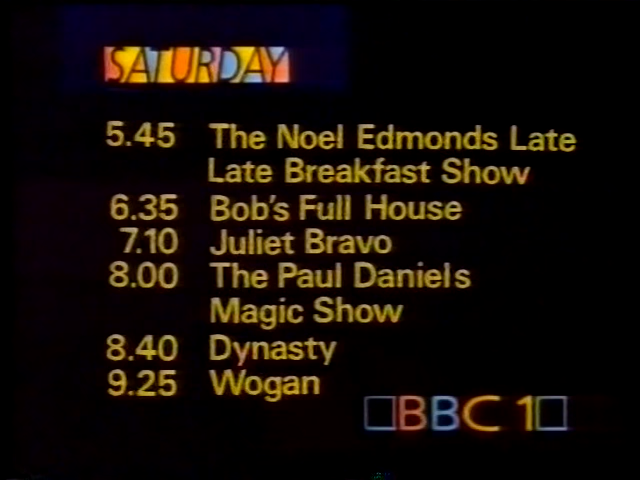 SATURDAY
5.45 The Noel Edmonds Late
Late Breakfast Show
6.35 Bob's Full House
7.10 Juliet Bravo
8.00 The Paul Daniels
Magic Show
8.40 Dynasty
9.25 Wogan
BBC 1